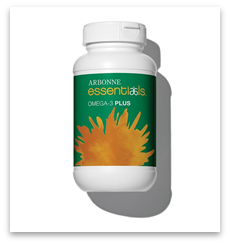 ARBONNE
essentials.
OMEGA-3 PLUS